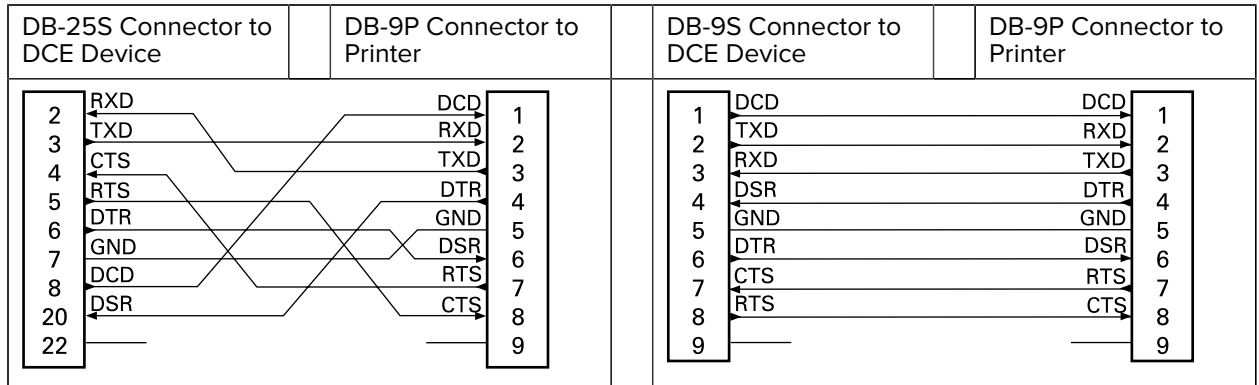 DB-25S Connector to
DCE Device
DB-9P Connector to
Printer
DB-9S Connector to
DCE Device
DB-9P Connector to
Printer
2 RXD DCD 1
3 TXD RXD 2
4 CTS TXD 3
5 RTS DTR 4
6 DTR GND 5
7 GND DSR 6
8 DCD RTS 7
20 DSR CTS 8
22 9
1 DCD DCD 1
2 TXD RXD 2
3 RXD TXD 3
4 DSR DTR 4
5 GND GND 5
6 DTR DSR 6
7 CTS RTS 7
8 RTS CTS 8
9 9